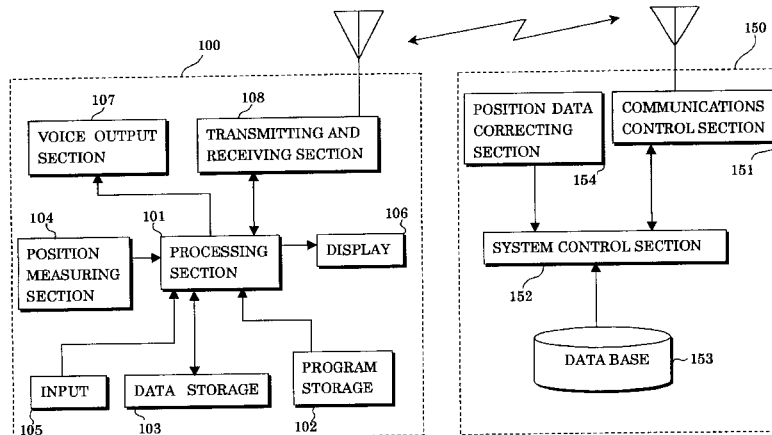 100
150
107
VOICE OUTPUT
SECTION
108
TRANSMITTING AND
RECEIVING SECTION
POSITION DATA
CORRECTING
SECTION
154
COMMUNICATIONS
CONTROL SECTION
151
104
POSITION
MEASURING
SECTION
101
PROCESSING
SECTION
106
DISPLAY
SYSTEM CONTROL SECTION
152
INPUT
105
DATA STORAGE
103
PROGRAM
STORAGE
102
DATA BASE
153